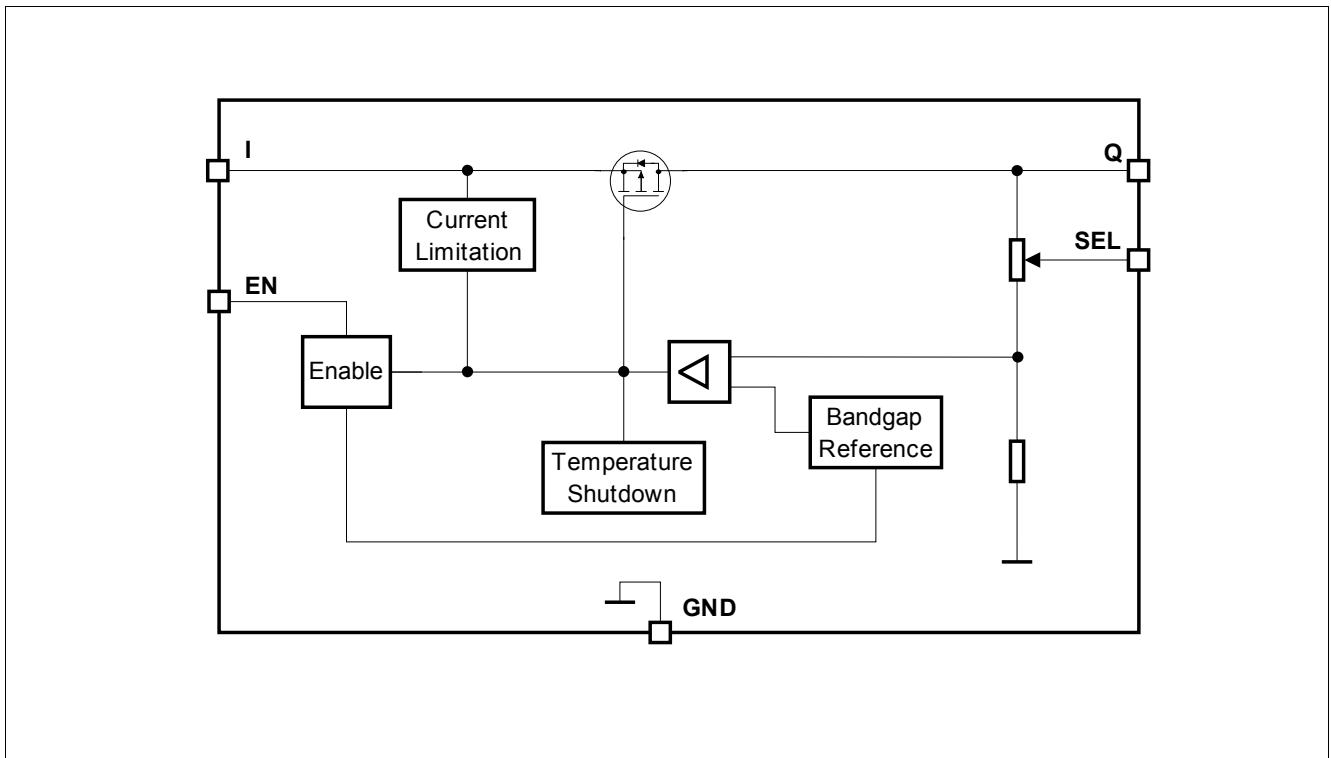 I
Q
Current
Limitation
SEL
EN
Enable
Bandgap
Reference
Temperature
Shutdown
GND